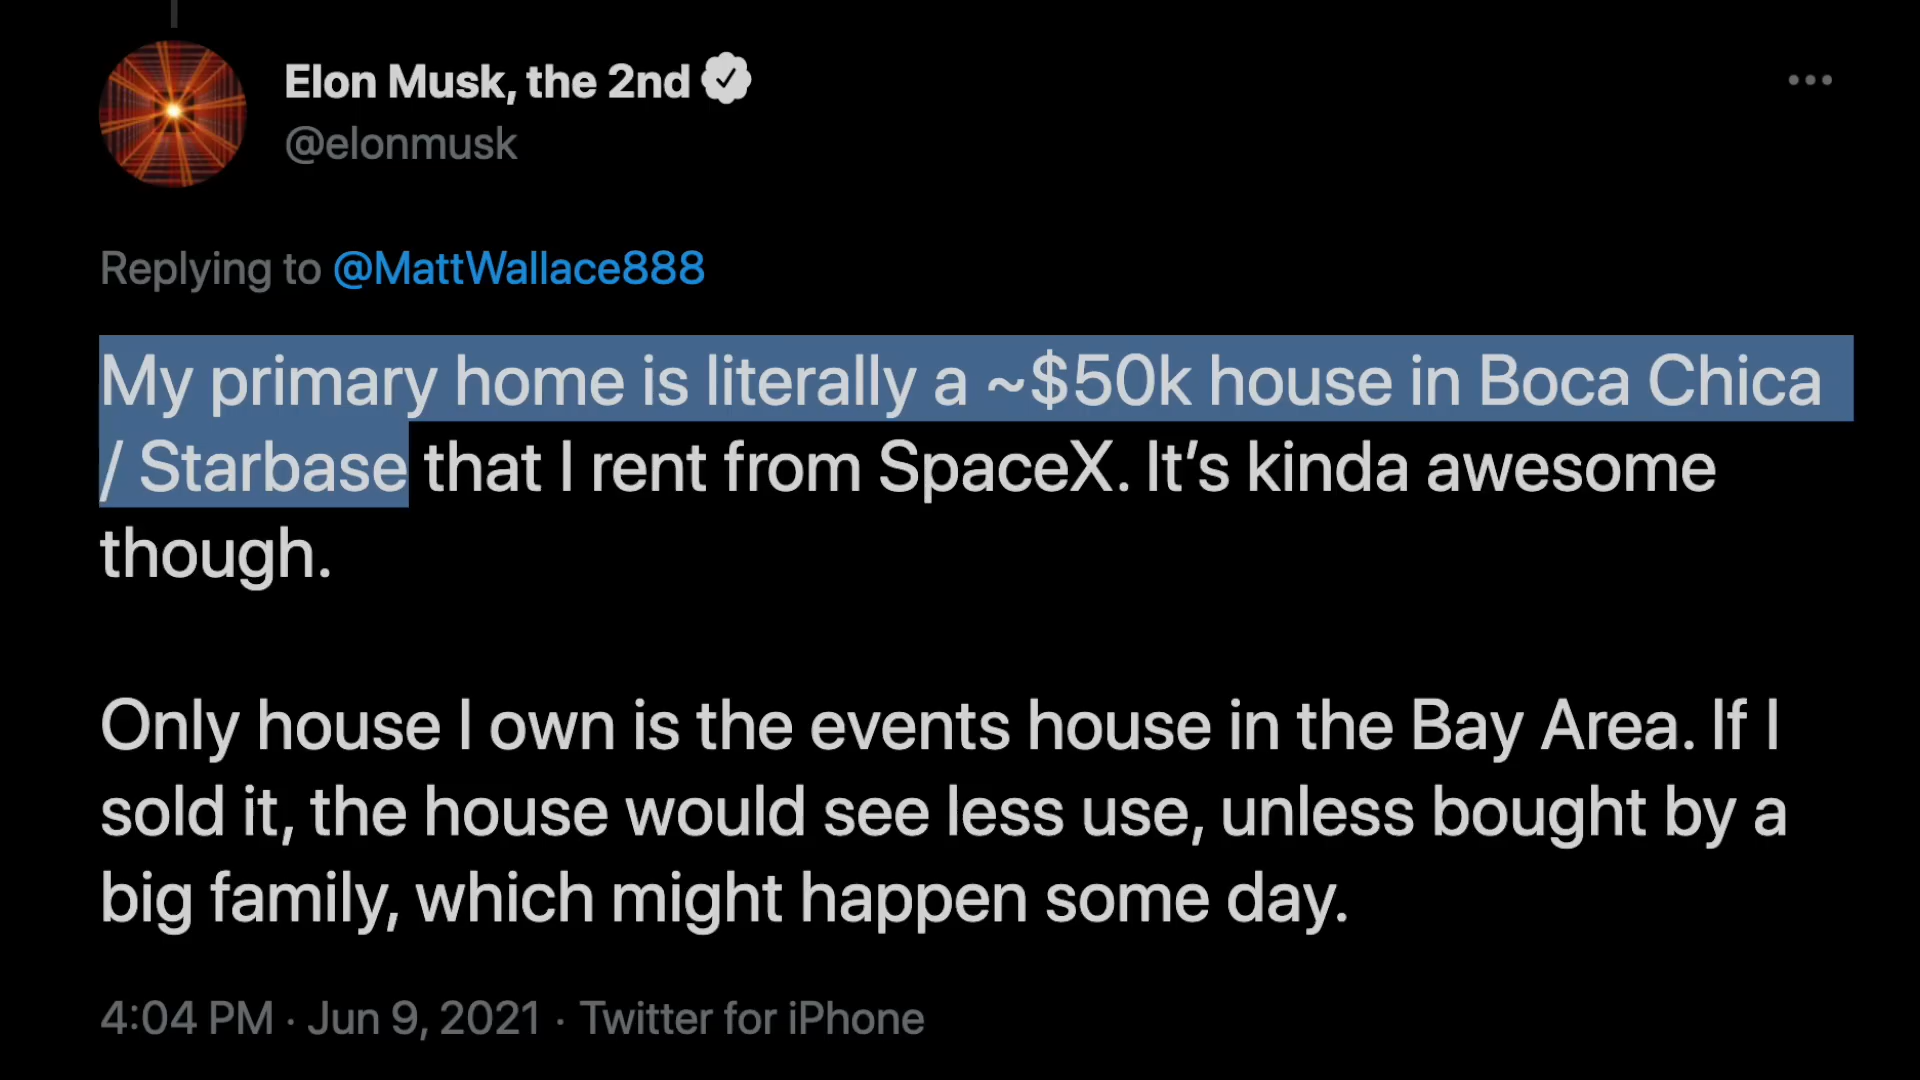 Elon Musk, the 2nd
@elonmusk
Replying to @MattWallace888
My primary home is literally a ~$50k house in Boca Chica
/ Starbase that I rent from SpaceX. It’s kinda awesome
though.
Only house I own is the events house in the Bay Area. If I
sold it, the house would see less use, unless bought by a
big family, which might happen some day.
4:04 PM · Jun 9, 2021 · Twitter for iPhone